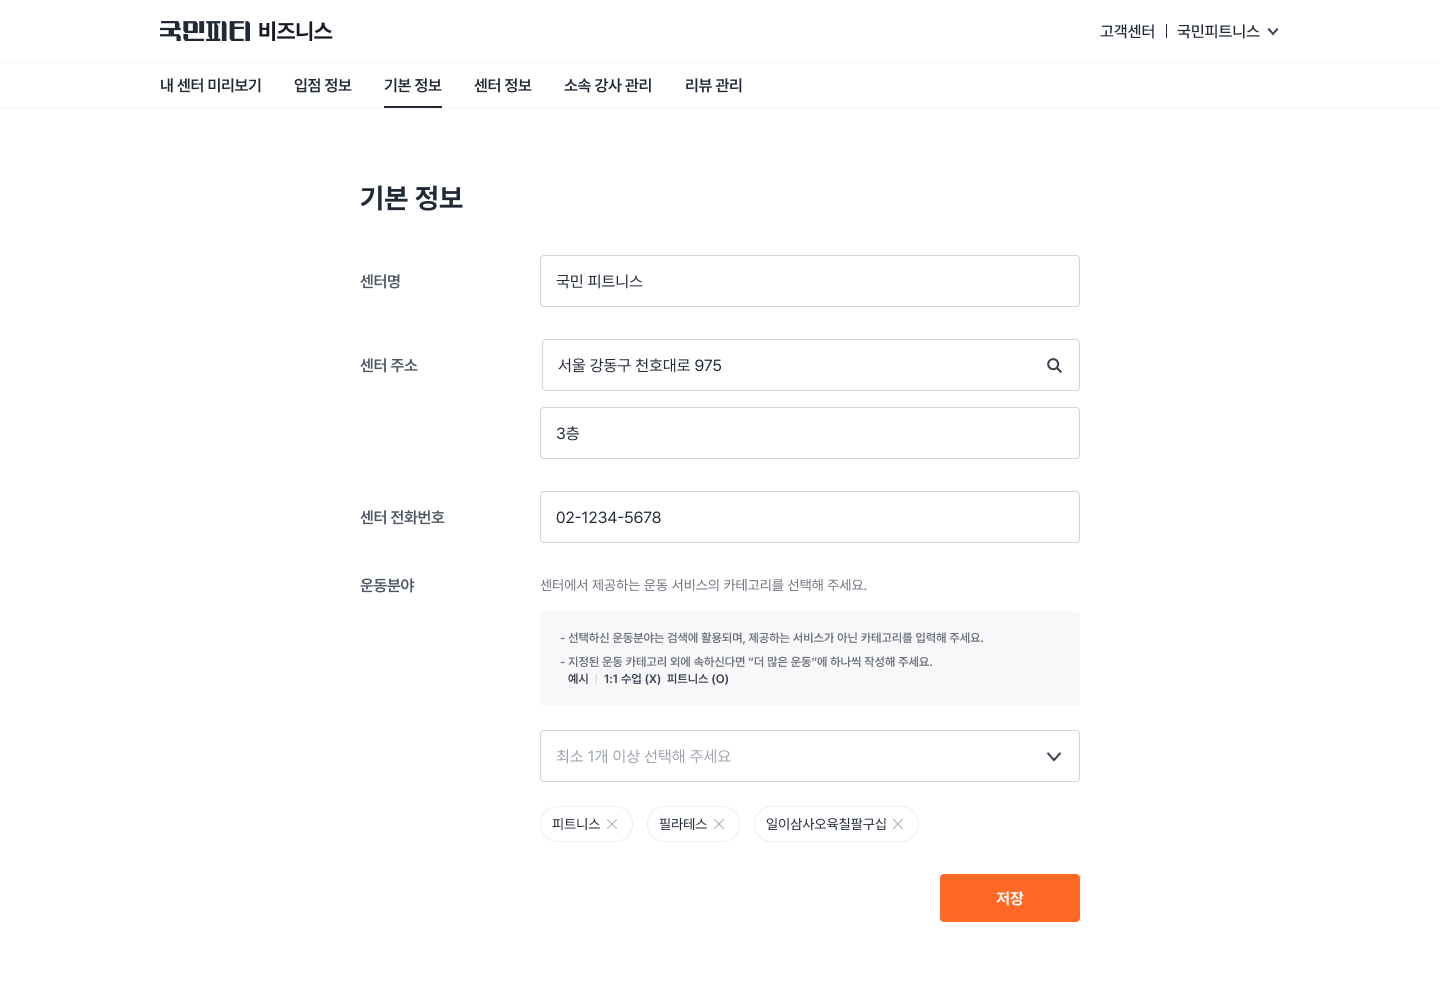 국민피티 비즈니스
고객센터 | 국민피트니스
내 센터 미리보기 입점 정보 기본 정보 센터 정보 소속 강사 관리 리뷰 관리
기본 정보
센터명 국민 피트니스
센터 주소 서울 강동구 천호대로 975
3층
센터 전화번호 02-1234-5678
운동분야 센터에서 제공하는 운동 서비스의 카테고리를 선택해 주세요.
- 선택하신 운동분야는 검색에 활용되며, 제공하는 서비스가 아닌 카테고리를 입력해 주세요.
- 지정된 운동 카테고리 외에 속하신다면 “더 많은 운동”에 하나씩 작성해 주세요.
예시 | 1:1 수업 (X) 피트니스 (O)
최소 1개 이상 선택해 주세요
피트니스 필라테스 일이삼사오육칠팔구십
저장